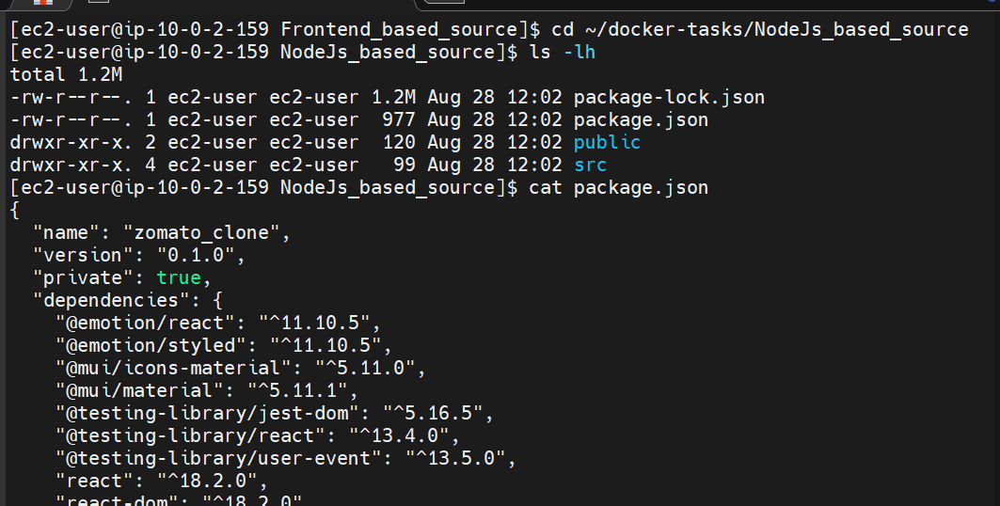 [ec2-user@ip-10-0-2-159 Frontend_based_source]$ cd ~/docker-tasks/NodeJs_based_source
[ec2-user@ip-10-0-2-159 NodeJs_based_source]$ ls -lh
total 1.2M
-rw-r--r--. 1 ec2-user ec2-user 1.2M Aug 28 12:02 package-lock.json
-rw-r--r--. 1 ec2-user ec2-user  977 Aug 28 12:02 package.json
drwxr-xr-x. 2 ec2-user ec2-user  120 Aug 28 12:02 public
drwxr-xr-x. 4 ec2-user ec2-user   99 Aug 28 12:02 src
[ec2-user@ip-10-0-2-159 NodeJs_based_source]$ cat package.json
{
  "name": "zomato_clone",
  "version": "0.1.0",
  "private": true,
  "dependencies": {
    "@emotion/react": "^11.10.5",
    "@emotion/styled": "^11.10.5",
    "@mui/icons-material": "^5.11.0",
    "@mui/material": "^5.11.1",
    "@testing-library/jest-dom": "^5.16.5",
    "@testing-library/react": "^13.4.0",
    "@testing-library/user-event": "^13.5.0",
    "react": "^18.2.0",
    "react-dom": "^18.2.0"